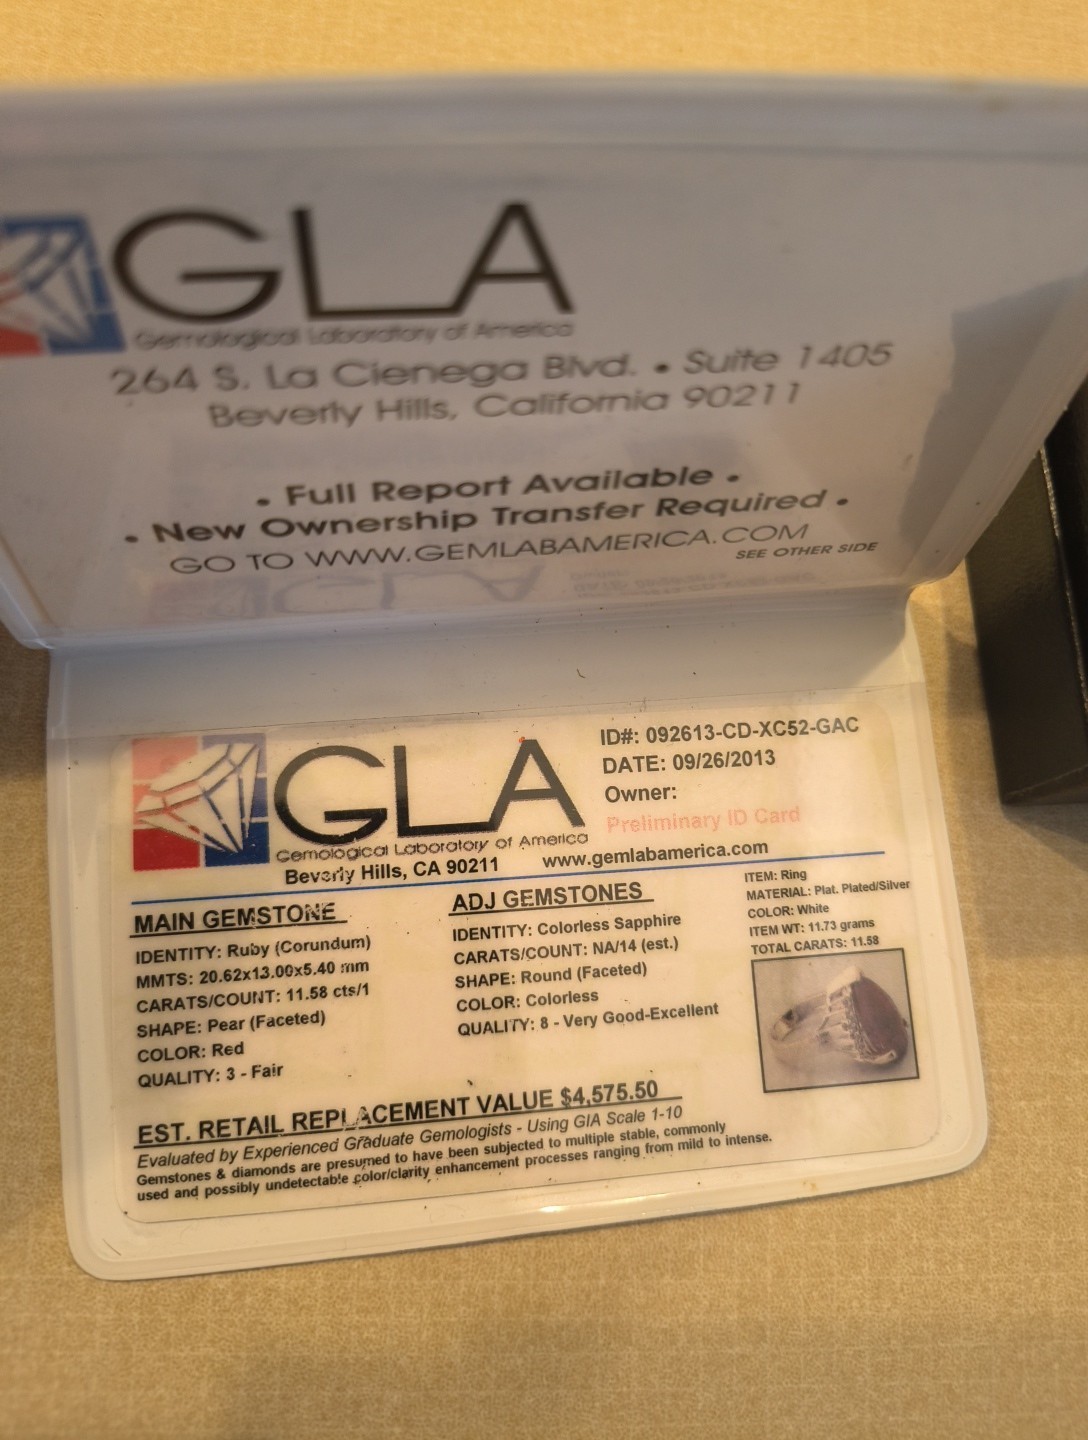 GLA
Gemological Laboratory of America
264 S. La Cienega Blvd. • Suite 1405
Beverly Hills, California 90211
• Full Report Available •
• New Ownership Transfer Required •
GO TO WWW.GEMLABAMERICA.COM
SEE OTHER SIDE
GLA
Gemological Laboratory of America
Beverly Hills, CA 90211 www.gemlabamerica.com
ID#: 092613-CD-XC52-GAC
DATE: 09/26/2013
Owner:
Preliminary ID Card
MAIN GEMSTONE
IDENTITY: Ruby (Corundum)
MMTS: 20.62x13.00x5.40 mm
CARATS/COUNT: 11.58 cts/1
SHAPE: Pear (Faceted)
COLOR: Red
QUALITY: 3 - Fair
ADJ GEMSTONES
IDENTITY: Colorless Sapphire
CARATS/COUNT: NA/14 (est.)
SHAPE: Round (Faceted)
COLOR: Colorless
QUALITY: 8 - Very Good-Excellent
ITEM: Ring
MATERIAL: Plat. Plated/Silver
COLOR: White
ITEM WT: 11.73 grams
TOTAL CARATS: 11.58
EST. RETAIL REPLACEMENT VALUE $4,575.50
Evaluated by Experienced Graduate Gemologists - Using GIA Scale 1-10
Gemstones & diamonds are presumed to have been subjected to multiple stable, commonly
used and possibly undetectable color/clarity enhancement processes ranging from mild to intense.